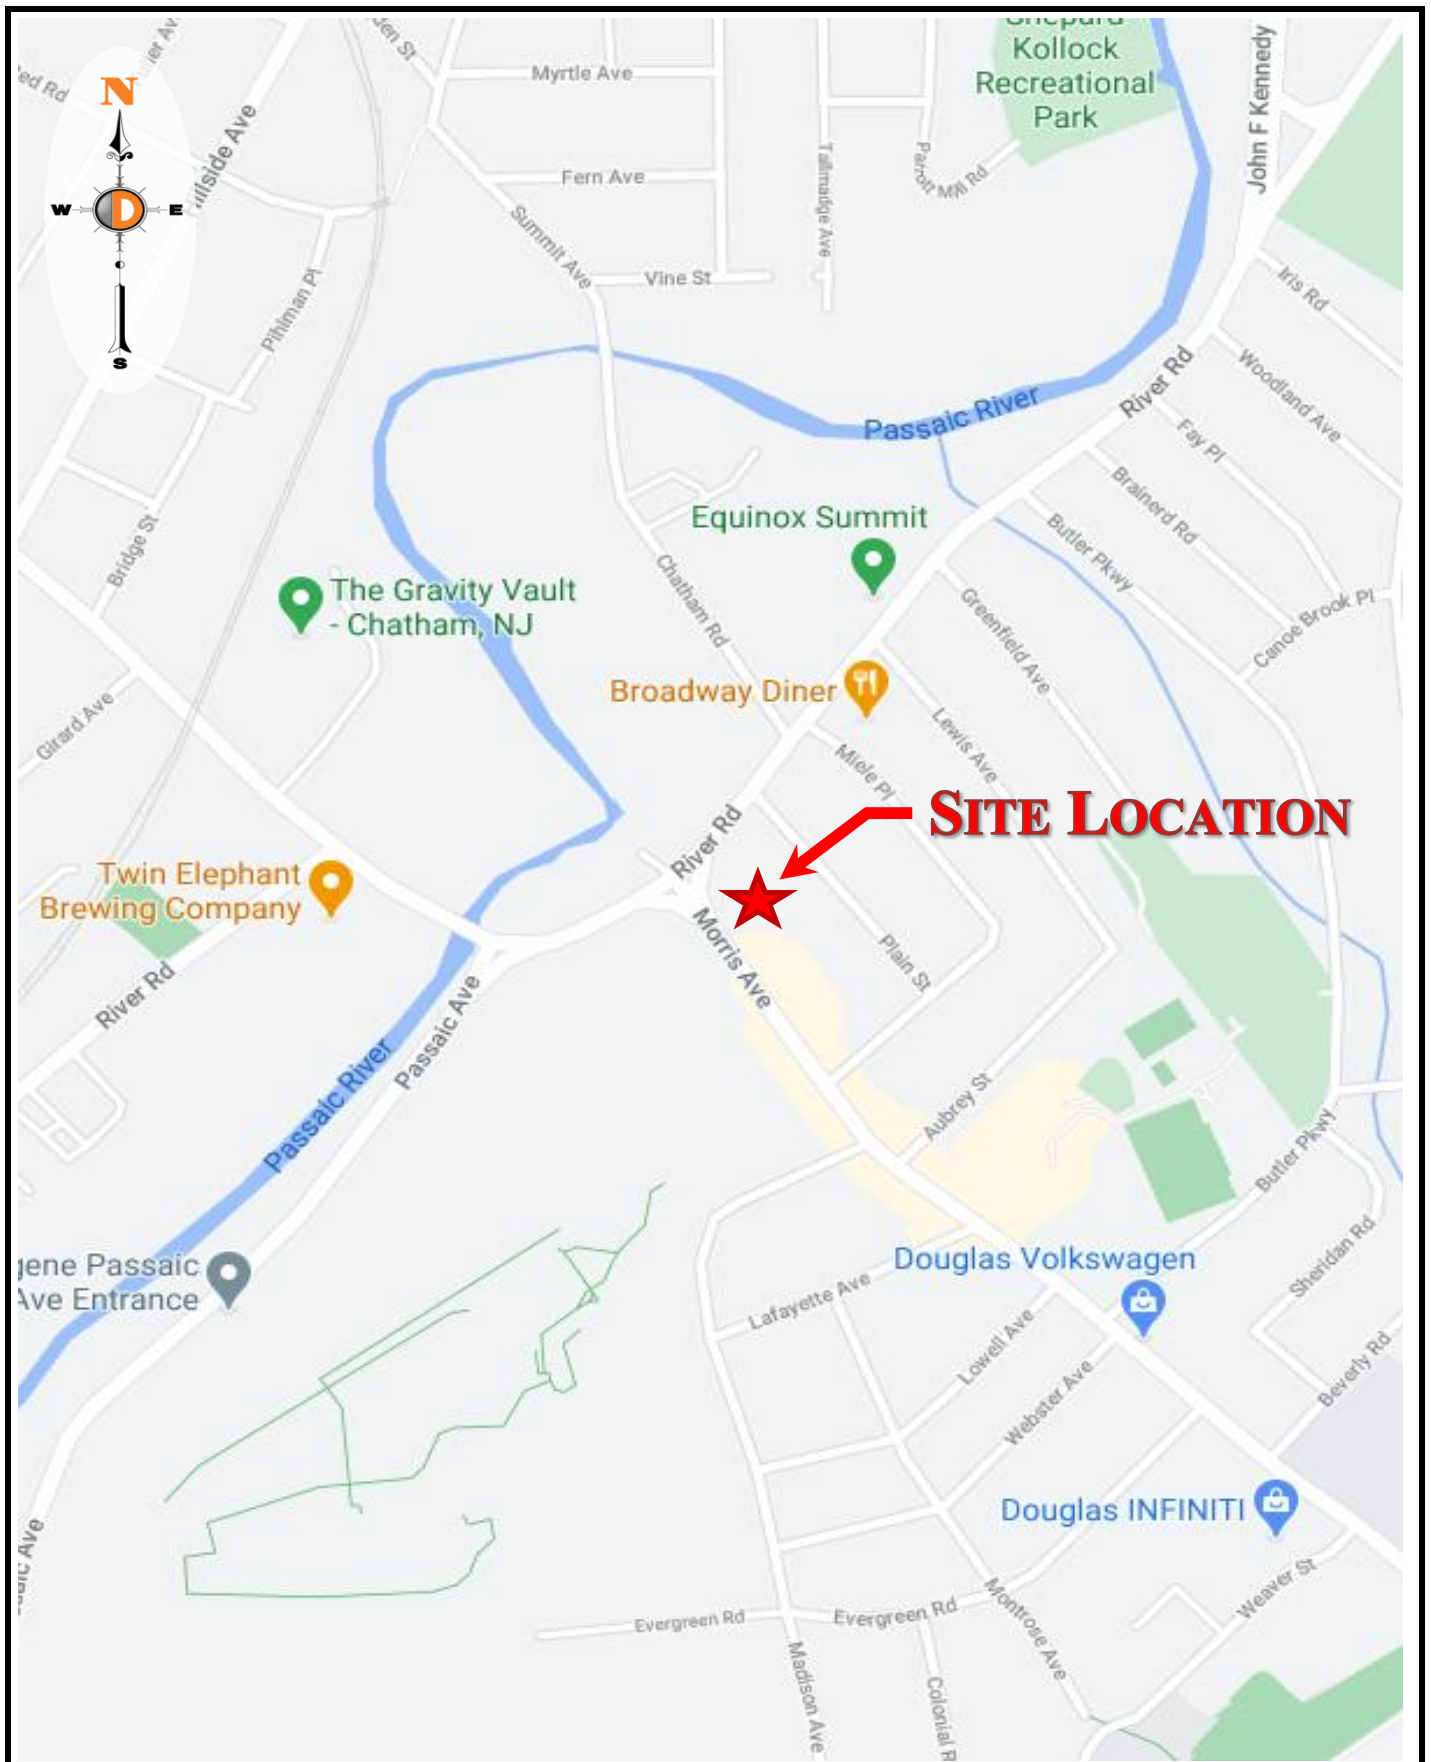 Shepard
Kollock
Recreational
Park
John F Kennedy
Myrtle Ave
N
W
D
E
S
Fern Ave
Tallmadge Ave
Parrott Mill Rd
Summit Ave
Vine St
Iris Rd
Pihlman Pl
River Rd
Woodland Ave
Passaic River
Fay Pl
Brainerd Rd
Equinox Summit
Butler Pkwy
Bridge St
The Gravity Vault
- Chatham, NJ
Chatham Rd
Greenfield Ave
Canoe Brook Pl
Broadway Diner
Girard Ave
Lewis Ave
Miele Pl
SITE LOCATION
River Rd
Twin Elephant
Brewing Company
Morris Ave
Plain St
River Rd
Passaic Ave
Passaic River
Aubrey St
Butler Pkwy
gene Passaic
Ave Entrance
Douglas Volkswagen
Sheridan Rd
Lafayette Ave
Lowell Ave
Beverly Rd
Webster Ave
Douglas INFINITI
Weaver St
Evergreen Rd
Evergreen Rd
Montrose Ave
Madison Ave
Colonial R